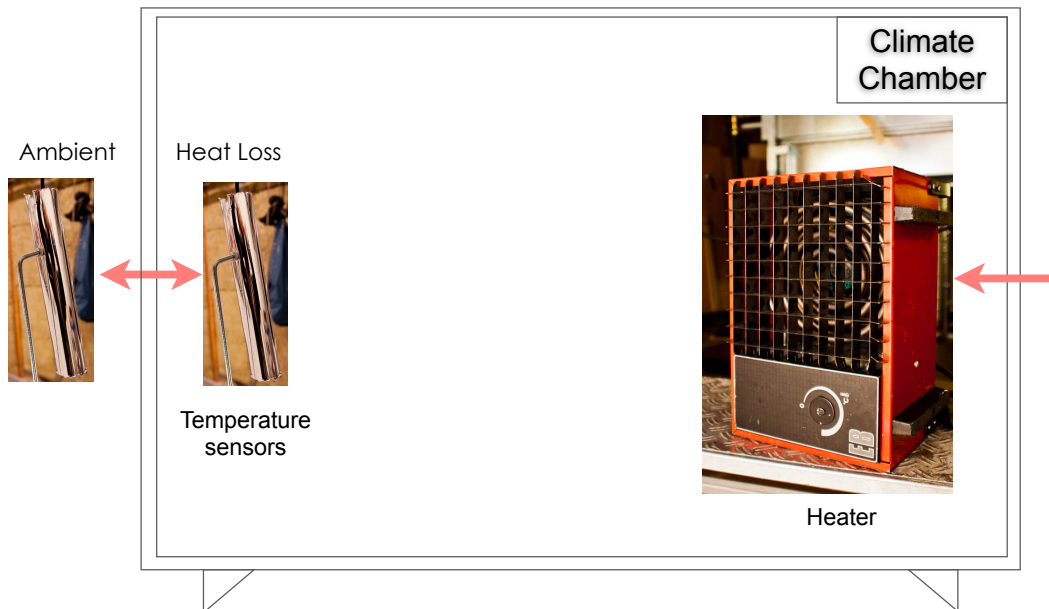 Climate
Chamber
Ambient
Heat Loss
Temperature
sensors
Heater